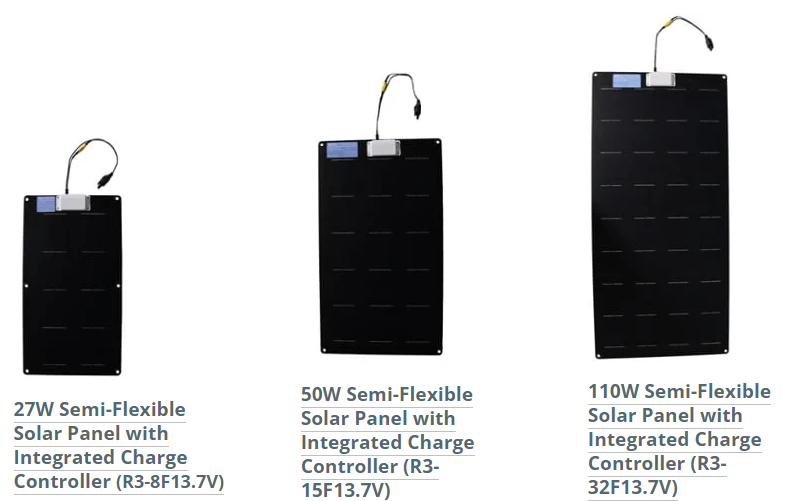 27W Semi-Flexible
Solar Panel with
Integrated Charge
Controller (R3-8F13.7V)
50W Semi-Flexible
Solar Panel with
Integrated Charge
Controller (R3-
15F13.7V)
110W Semi-Flexible
Solar Panel with
Integrated Charge
Controller (R3-
32F13.7V)